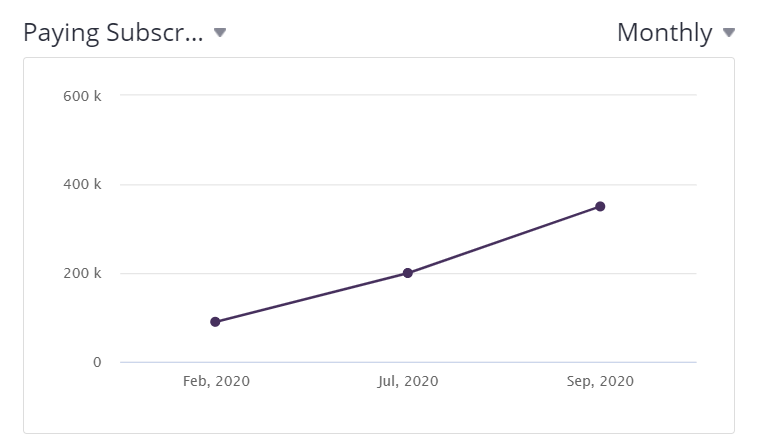 Paying Subscr...
Monthly
600 k
400 k
200 k
0
Feb, 2020
Jul, 2020
Sep, 2020